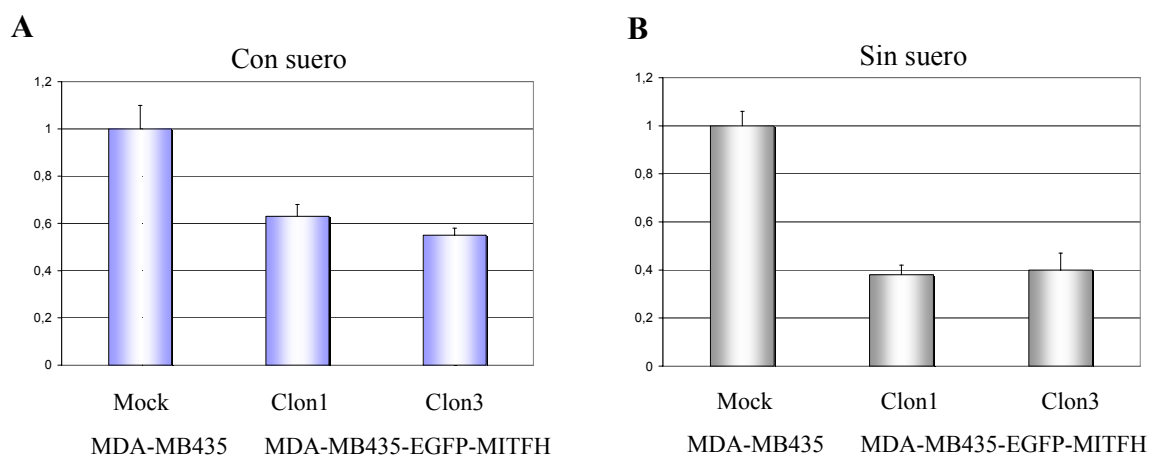 A
Con suero
1,2
1
0,8
0,6
0,4
0,2
0
Mock Clon1 Clon3
MDA-MB435 MDA-MB435-EGFP-MITFH
B
Sin suero
1,2
1
0,8
0,6
0,4
0,2
0
Mock Clon1 Clon3
MDA-MB435 MDA-MB435-EGFP-MITFH